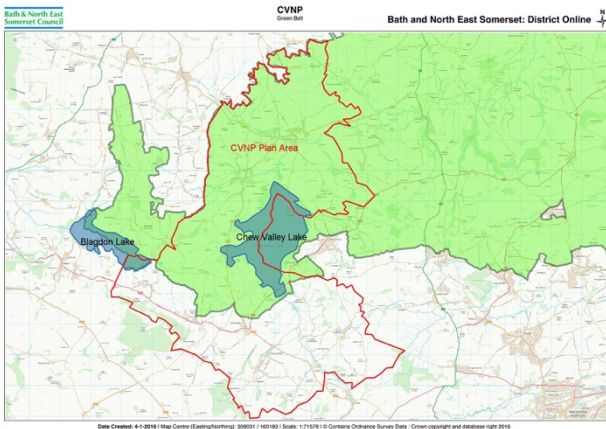 Bath & North East
Somerset Council
CVNP
Green Belt
Bath and North East Somerset: District Online
N
CVNP Plan Area
Blagdon Lake
Chew Valley Lake
Date Created: 4-1-2016 | Map Centre (Easting/Northing): 358031 / 160183 | Scale: 1:71578 | © Contains Ordnance Survey Data : Crown copyright and database right 2016